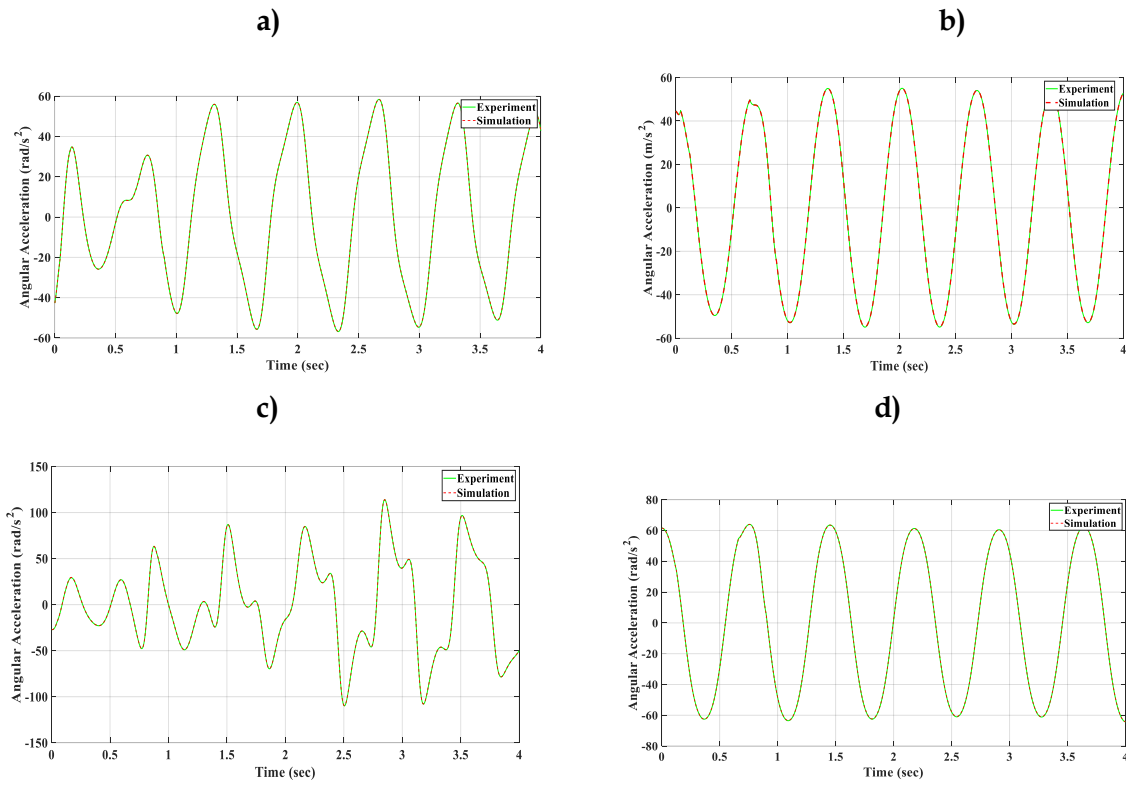 a)
b)
Angular Acceleration (rad/s²)
60
40
20
0
-20
-40
-60
Experiment
Simulation
0 0.5 1 1.5 2 2.5 3 3.5 4
Time (sec)
Angular Acceleration (m/s²)
60
40
20
0
-20
-40
-60
Experiment
Simulation
0 0.5 1 1.5 2 2.5 3 3.5 4
Time (sec)
c)
d)
Angular Acceleration (rad/s²)
150
100
50
0
-50
-100
-150
Experiment
Simulation
0 0.5 1 1.5 2 2.5 3 3.5 4
Time (sec)
Angular Acceleration (rad/s²)
80
60
40
20
0
-20
-40
-60
-80
Experiment
Simulation
0 0.5 1 1.5 2 2.5 3 3.5 4
Time (sec)